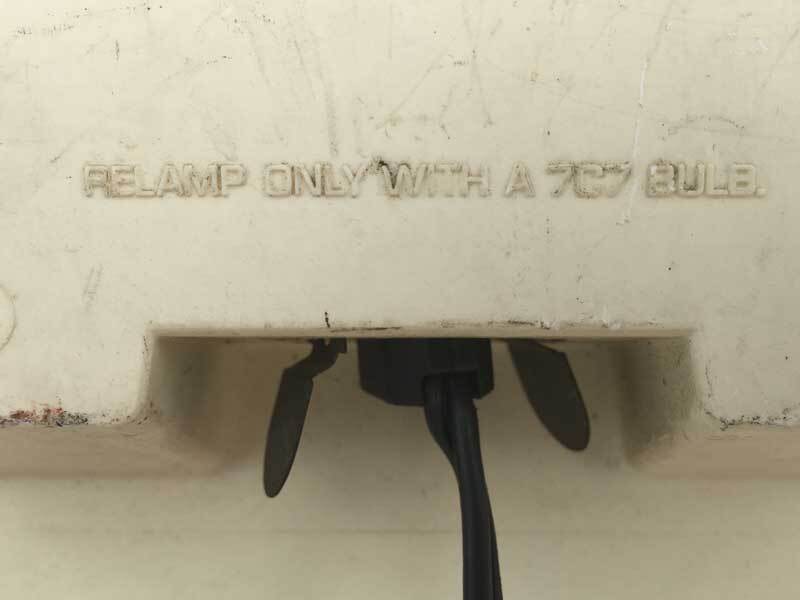 RELAMP ONLY WITH A 7C7 BULB.